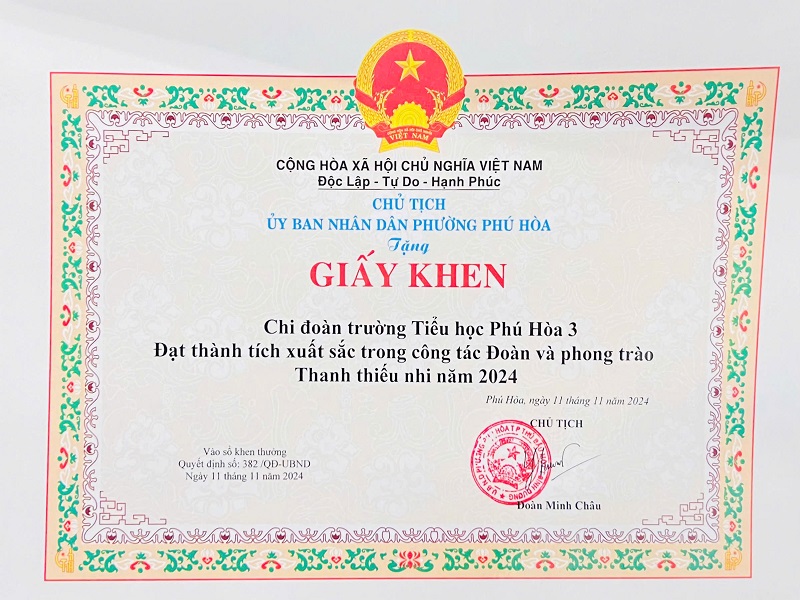 VIỆT NAM
CỘNG HÒA XÃ HỘI CHỦ NGHĨA VIỆT NAM
Độc Lập - Tự Do - Hạnh Phúc
CHỦ TỊCH
ỦY BAN NHÂN DÂN PHƯỜNG PHÚ HÒA
Tặng
GIẤY KHEN
Chi đoàn trường Tiểu học Phú Hòa 3
Đạt thành tích xuất sắc trong công tác Đoàn và phong trào
Thanh thiếu nhi năm 2024
Phú Hòa, ngày 11 tháng 11 năm 2024
CHỦ TỊCH
Vào sổ khen thưởng
Quyết định số: 382 /QĐ-UBND
Ngày 11 tháng 11 năm 2024
Đoàn Minh Châu